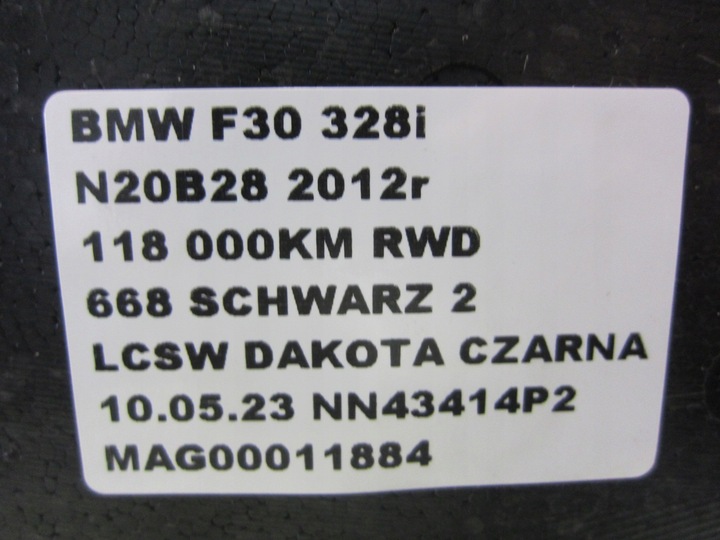 BMW F30 328i
N20B28 2012r
118 000KM RWD
668 SCHWARZ 2
LCSW DAKOTA CZARNA
10.05.23 NN43414P2
MAG00011884